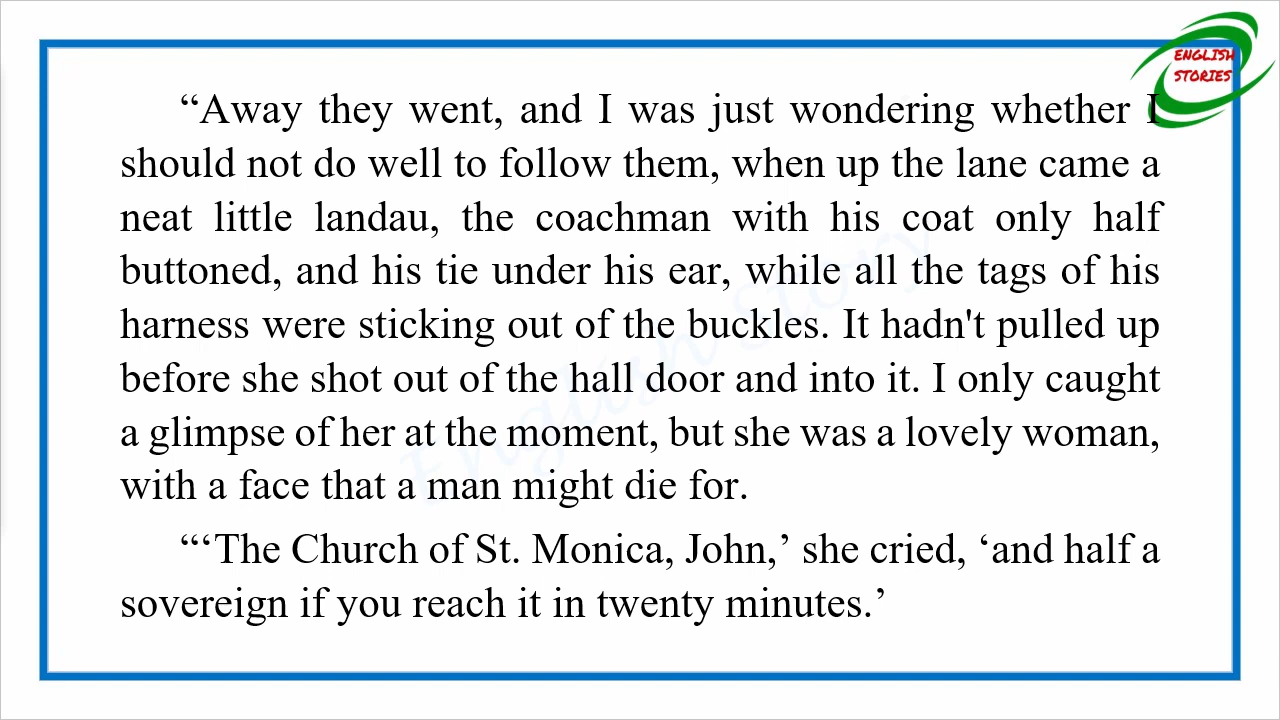 ENGLISH
STORIES
“Away they went, and I was just wondering whether I
should not do well to follow them, when up the lane came a
neat little landau, the coachman with his coat only half
buttoned, and his tie under his ear, while all the tags of his
harness were sticking out of the buckles. It hadn't pulled up
before she shot out of the hall door and into it. I only caught
a glimpse of her at the moment, but she was a lovely woman,
with a face that a man might die for.
“‘The Church of St. Monica, John,’ she cried, ‘and half a
sovereign if you reach it in twenty minutes.’
English Story